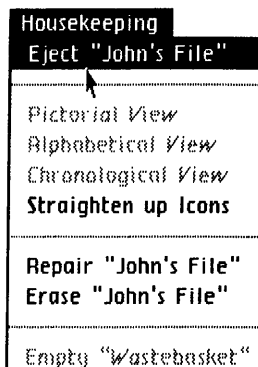 Housekeeping
Eject "John's File"
Pictorial View
Alphabetical View
Chronological View
Straighten up Icons
Repair "John's File"
Erase "John's File"
Empty "Wastebasket"